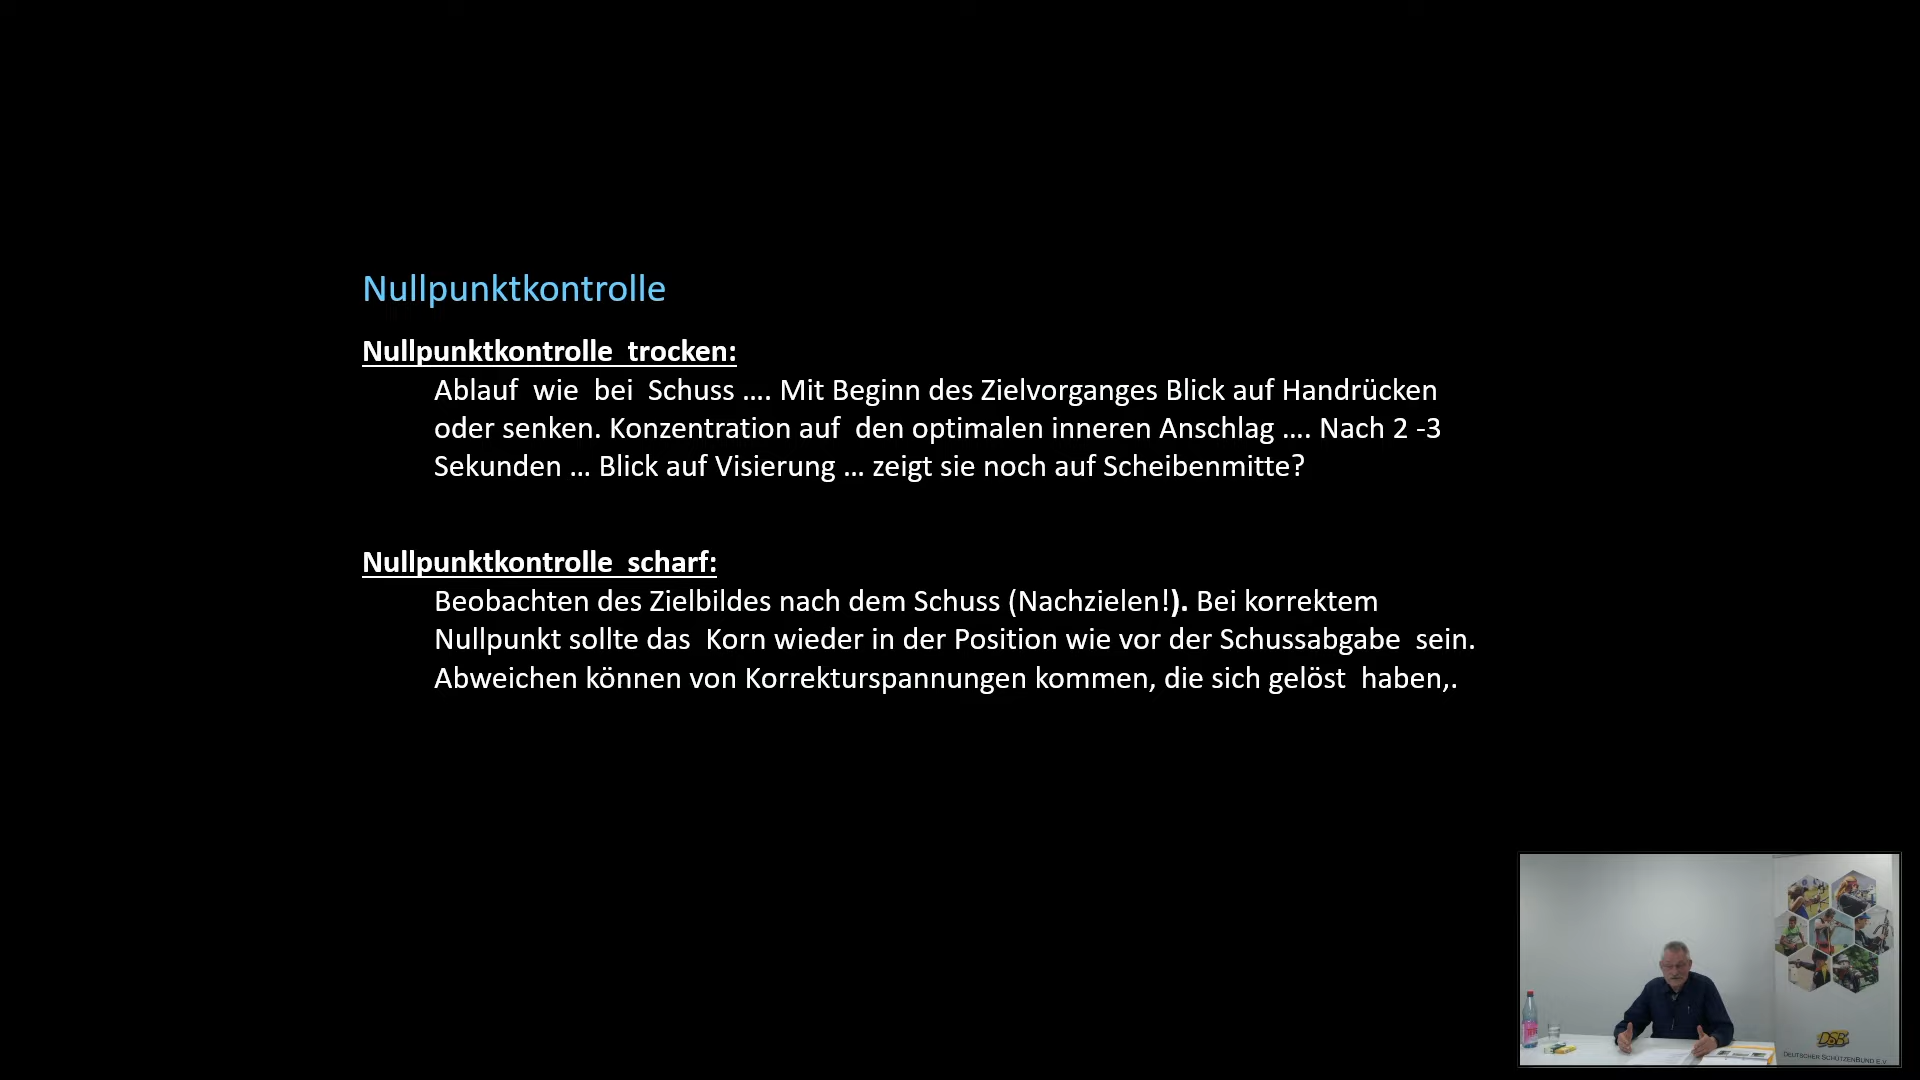 Nullpunktkontrolle
Nullpunktkontrolle  trocken:
Ablauf  wie  bei  Schuss .... Mit Beginn des Zielvorganges Blick auf Handrücken
oder senken. Konzentration auf  den optimalen inneren Anschlag .... Nach 2 -3
Sekunden ... Blick auf Visierung ... zeigt sie noch auf Scheibenmitte?
Nullpunktkontrolle  scharf:
Beobachten des Zielbildes nach dem Schuss (Nachzielen!). Bei korrektem
Nullpunkt sollte das  Korn wieder in der Position wie vor der Schussabgabe  sein.
Abweichen können von Korrekturspannungen kommen, die sich gelöst  haben,.
DSB
DEUTSCHER SCHÜTZENBUND E.V.